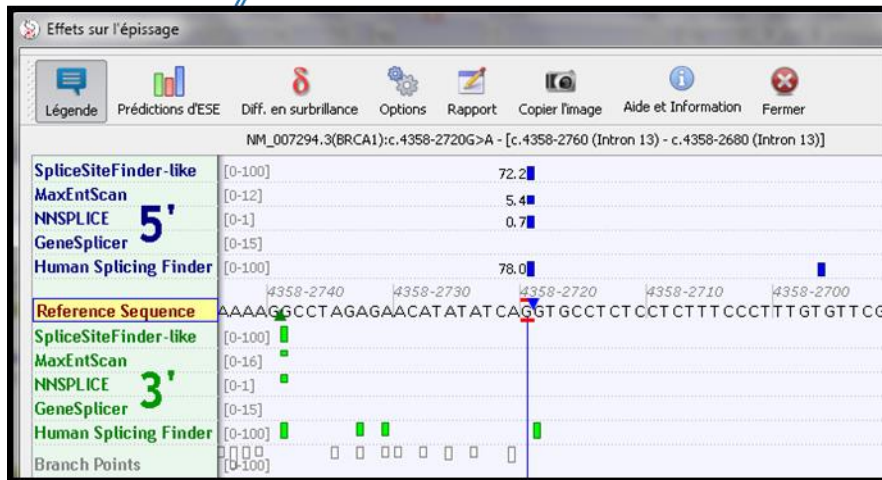 Effets sur l'épissage
Légende Prédictions d'ESE Diff. en surbrillance Options Rapport Copier l'image Aide et Information Fermer
NM_007294.3(BRCA1):c.4358-2720G>A - [c.4358-2760 (Intron 13) - c.4358-2680 (Intron 13)]
SpliceSiteFinder-like [0-100] 72.2
MaxEntScan [0-12] 5.4
NNSPLICE [0-1] 0.7
5'
GeneSplicer [0-15]
Human Splicing Finder [0-100] 78.0
4358-2740 4358-2730 4358-2720 4358-2710 4358-2700
Reference Sequence AAAAGGCCTAGAGAACATATATCAGGTGCCTCTCCTCTTTCCCTTTGTGTTCG
SpliceSiteFinder-like [0-100]
MaxEntScan [0-16]
NNSPLICE [0-1]
3'
GeneSplicer [0-15]
Human Splicing Finder [0-100]
Branch Points [0-100]